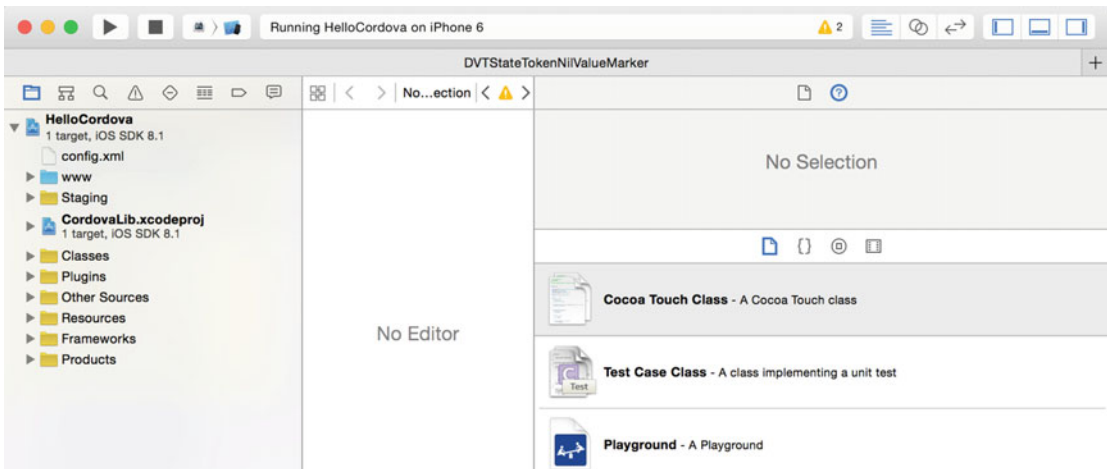 Running HelloCordova on iPhone 6
2
DVTStateTokenNilValueMarker
No...ection
HelloCordova
1 target, iOS SDK 8.1
config.xml
www
Staging
CordovaLib.xcodeproj
1 target, iOS SDK 8.1
Classes
Plugins
Other Sources
Resources
Frameworks
Products
No Editor
No Selection
{}
Cocoa Touch Class - A Cocoa Touch class
C
Test
Test Case Class - A class implementing a unit test
Playground - A Playground